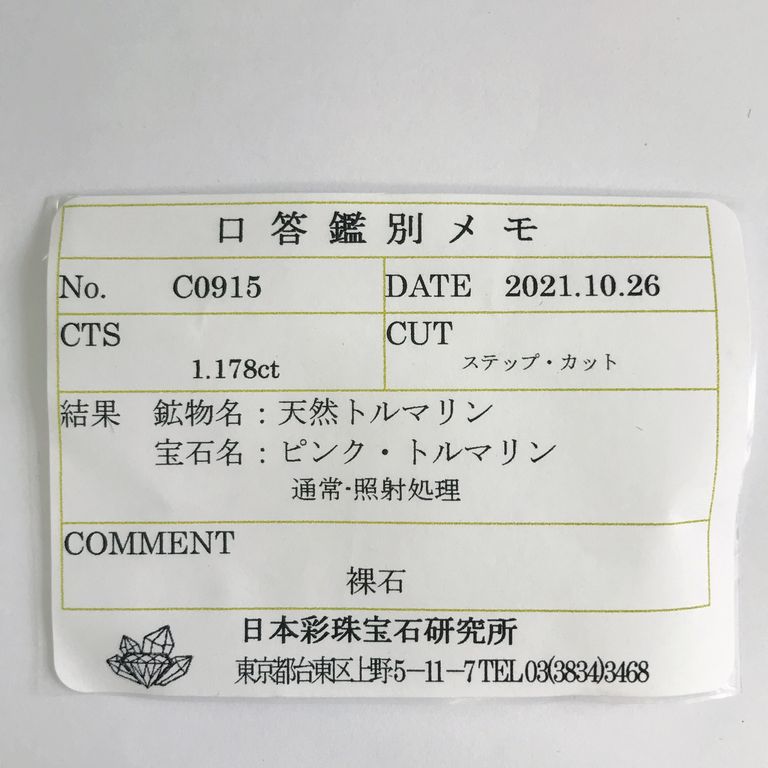 口答鑑別メモ
No. C0915 DATE 2021.10.26
CTS CUT
1.178ct ステップ・カット
結果 鉱物名：天然トルマリン
宝石名：ピンク・トルマリン
通常・照射処理
COMMENT
裸石
日本彩珠宝石研究所
東京都台東区上野5−11−7 TEL 03(3834)3468